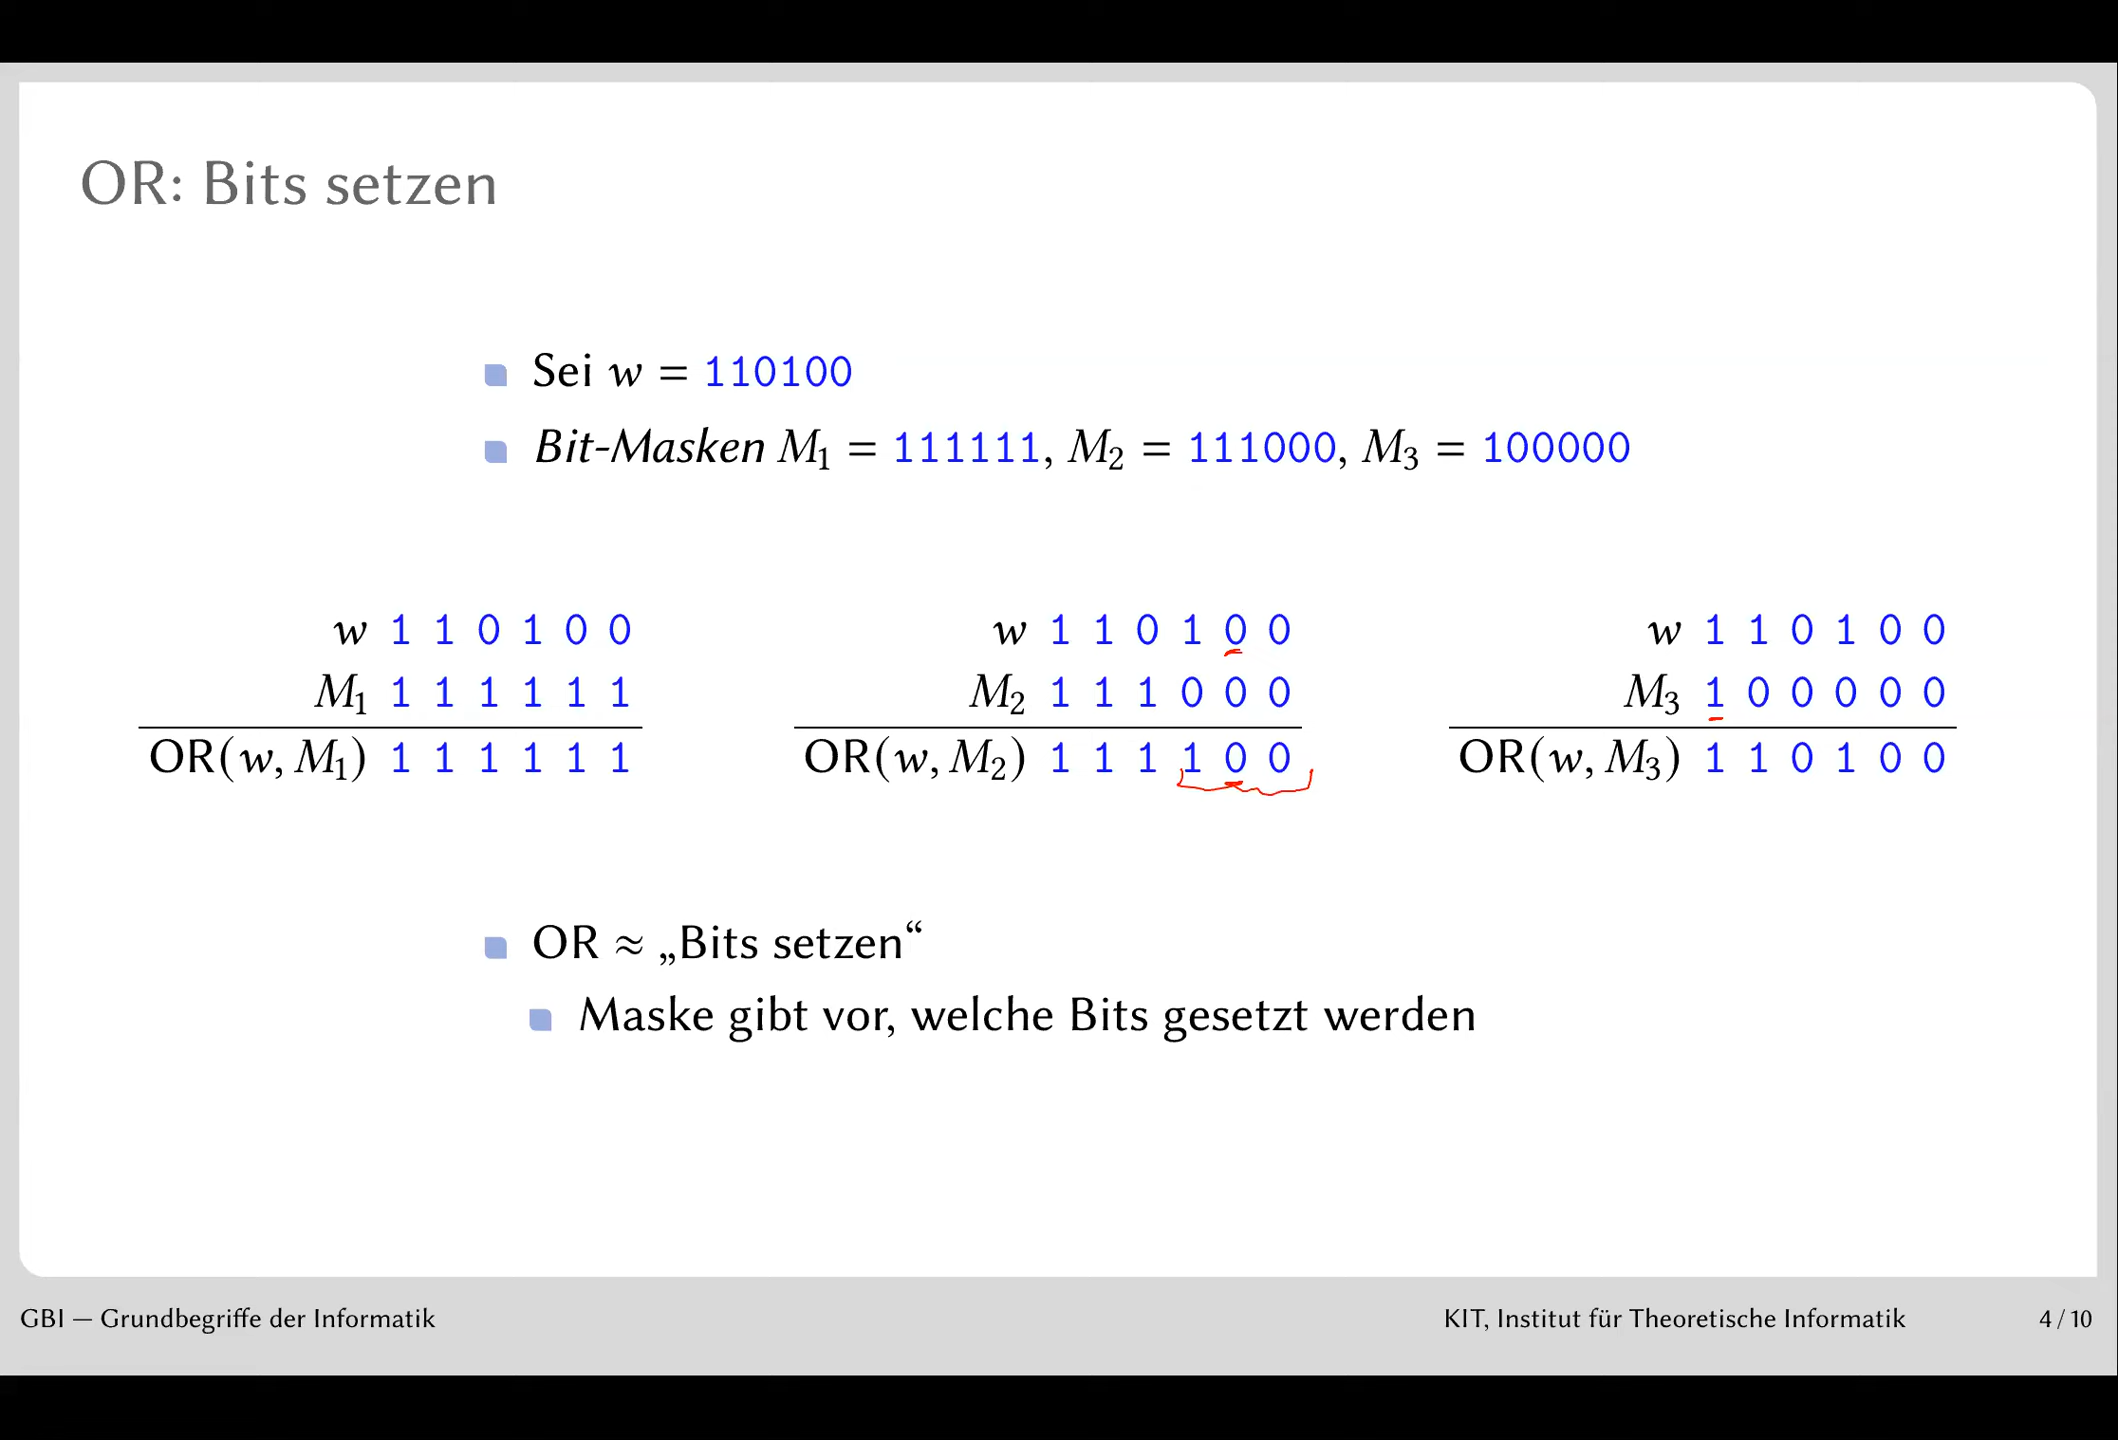 OR: Bits setzen
Sei w = 110100
Bit-Masken M₁ = 111111, M₂ = 111000, M₃ = 100000
w 1 1 0 1 0 0
M₁ 1 1 1 1 1 1
OR(w, M₁) 1 1 1 1 1 1
w 1 1 0 1 0 0
M₂ 1 1 1 0 0 0
OR(w, M₂) 1 1 1 1 0 0
w 1 1 0 1 0 0
M₃ 1 0 0 0 0 0
OR(w, M₃) 1 1 0 1 0 0
OR ≈ „Bits setzen“
Maske gibt vor, welche Bits gesetzt werden
GBI — Grundbegriffe der Informatik
KIT, Institut für Theoretische Informatik
4 / 10